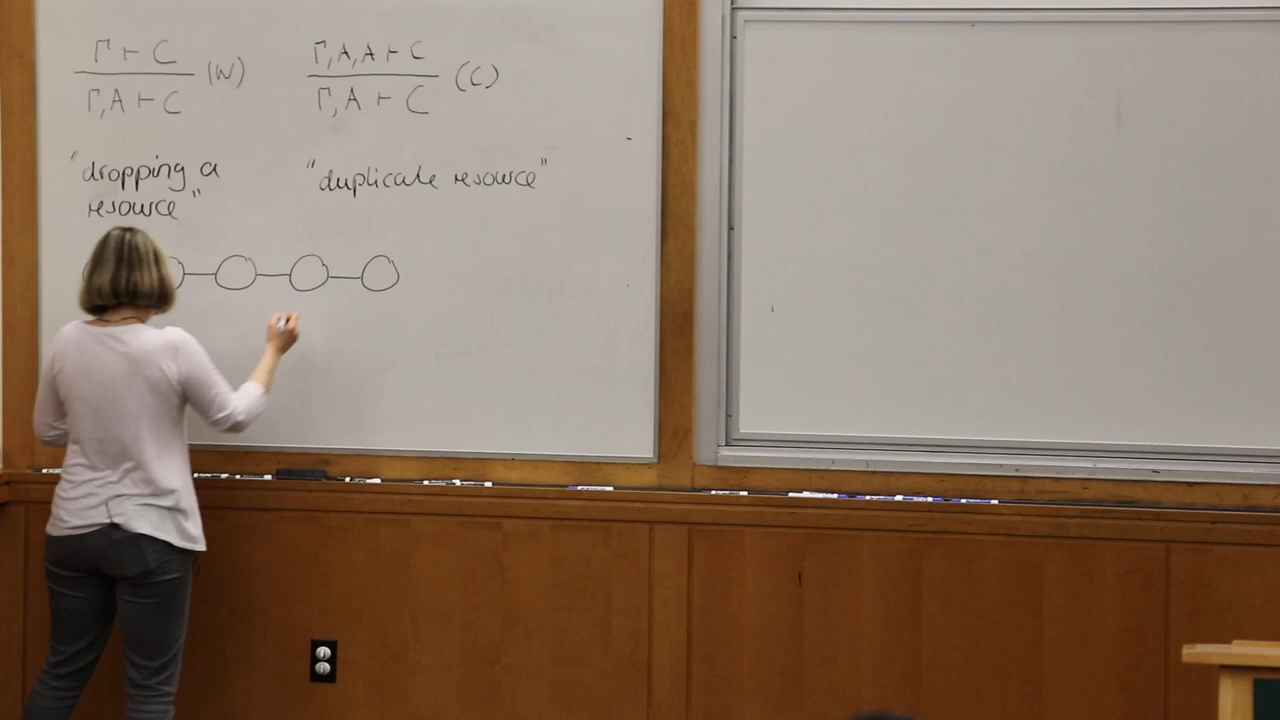 Γ ⊢ C
Γ, A ⊢ C
(W)
Γ, A, A ⊢ C
Γ, A ⊢ C
(C)
"dropping a
resource"
"duplicate resource"